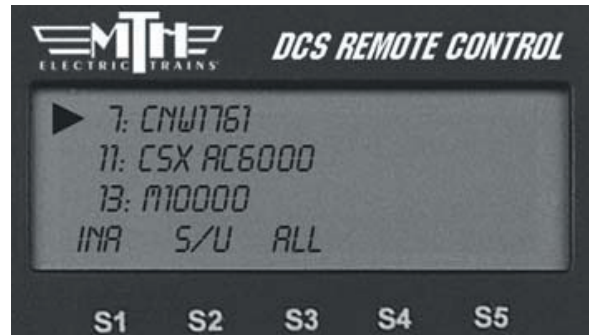 MTH DCS REMOTE CONTROL
ELECTRIC TRAINS
7: CNW1761
11: CSX AC6000
13: M10000
INA S/U ALL
S1 S2 S3 S4 S5